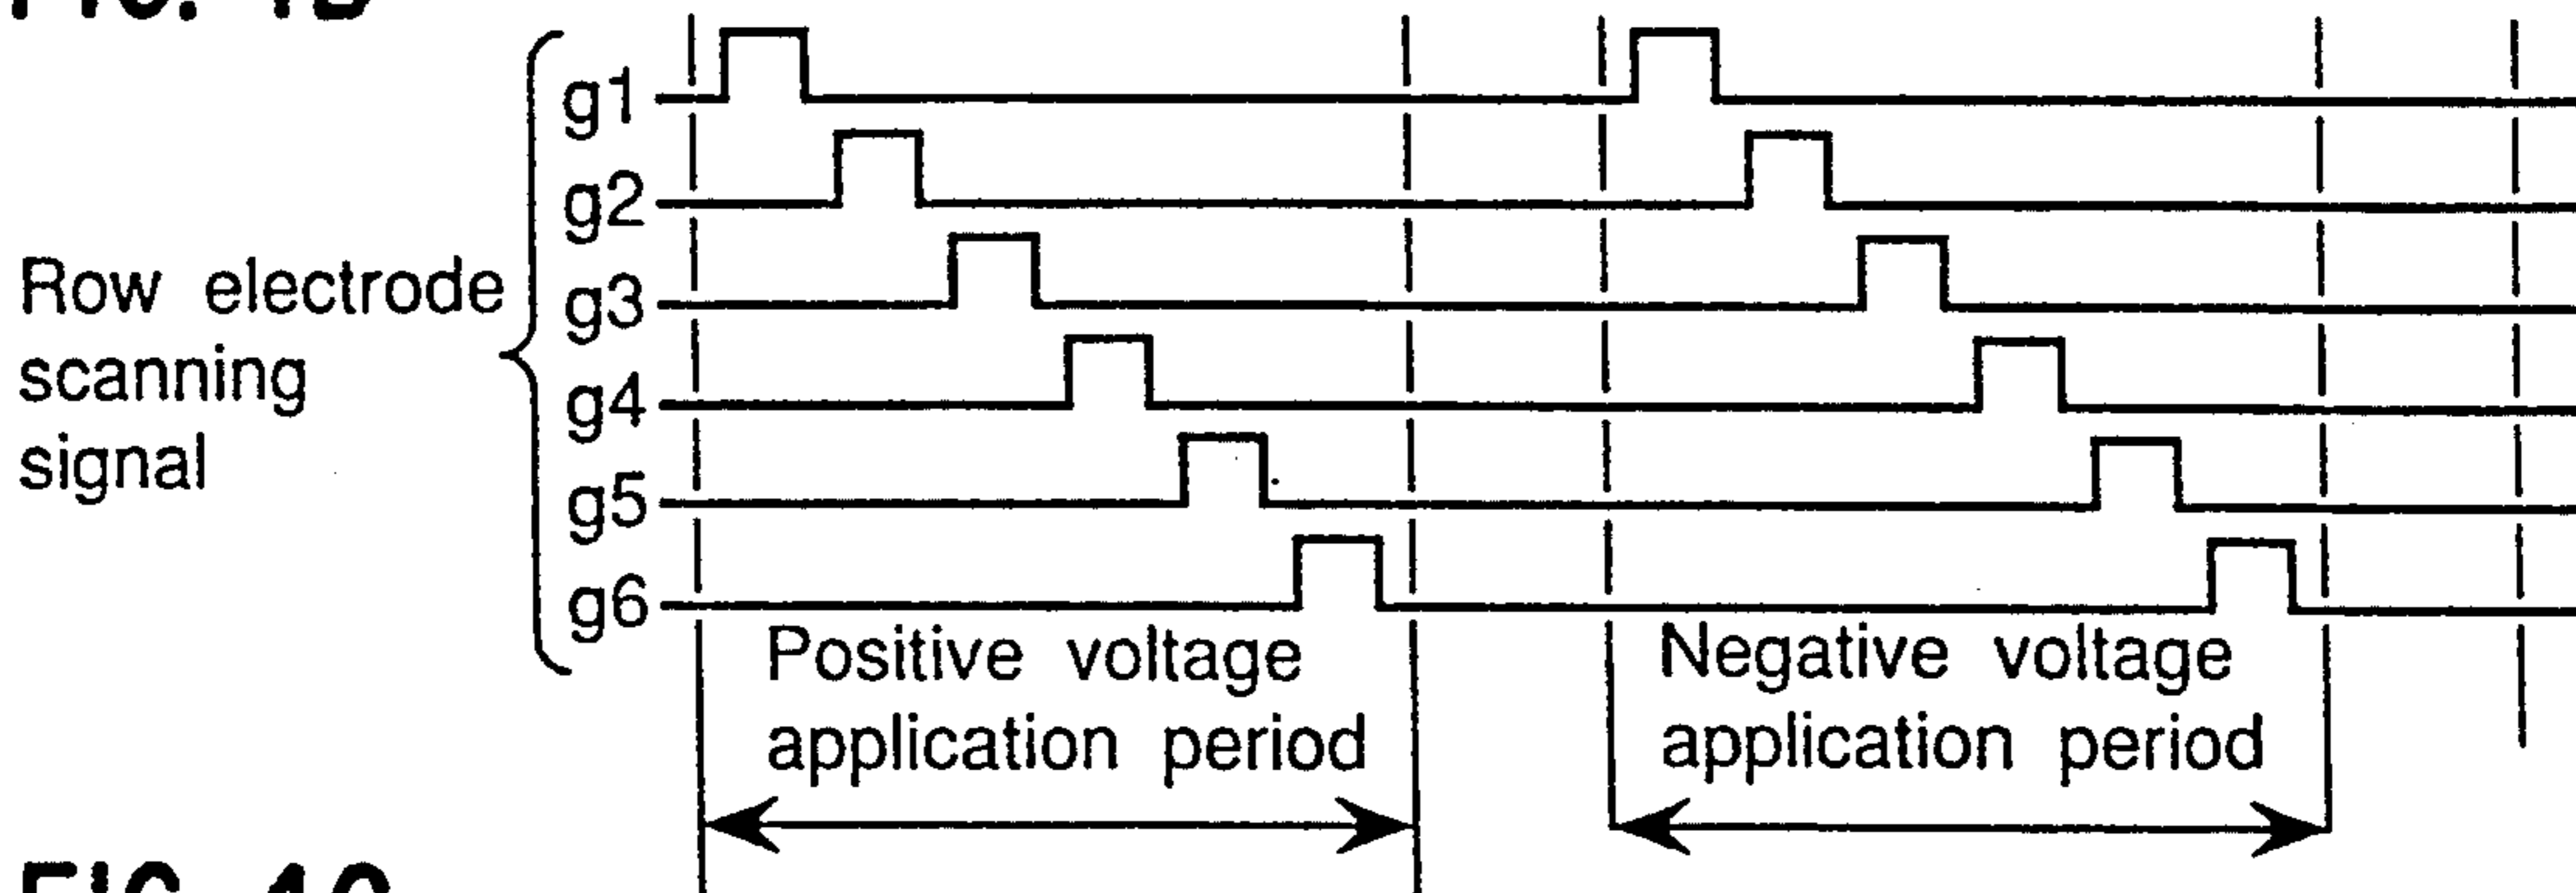 g1
g2
Row electrode
scanning
signal
g3
g4
g5
g6
Positive voltage
application period
Negative voltage
application period